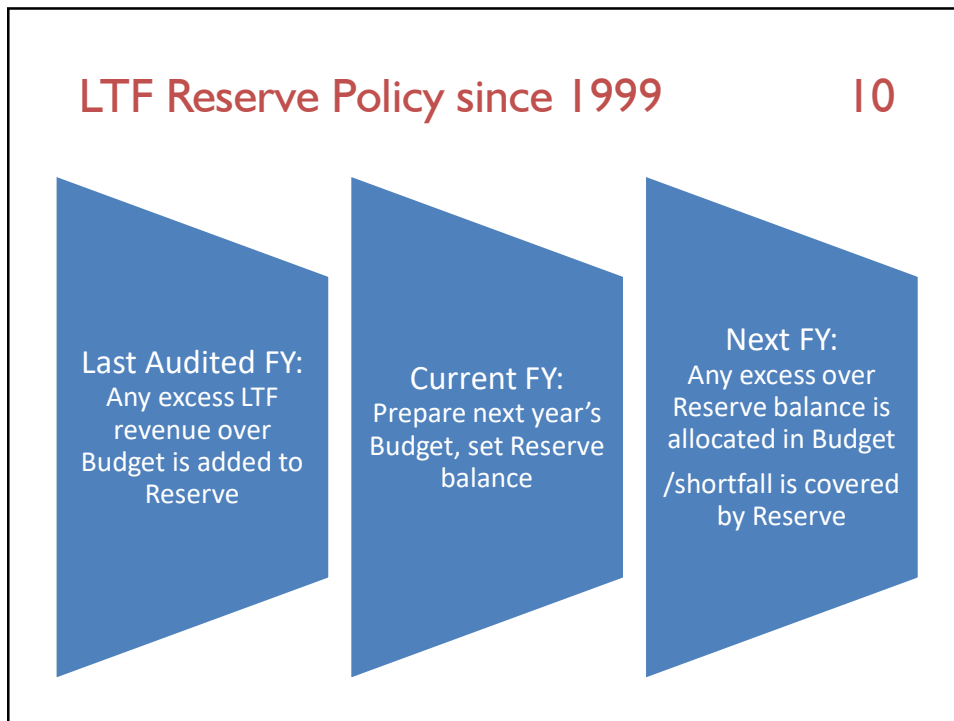 LTF Reserve Policy since 1999 10
Last Audited FY:
Any excess LTF
revenue over
Budget is added to
Reserve
Current FY:
Prepare next year’s
Budget, set Reserve
balance
Next FY:
Any excess over
Reserve balance is
allocated in Budget
/shortfall is covered
by Reserve